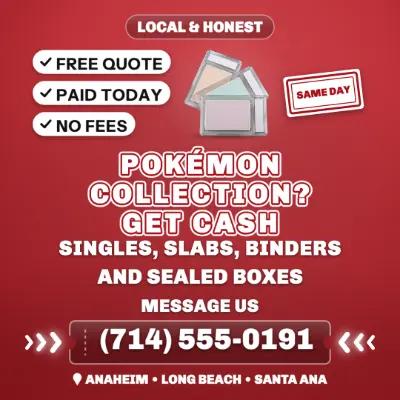 LOCAL & HONEST
FREE QUOTE
PAID TODAY
NO FEES
SAME DAY
POKÉMON
COLLECTION?
GET CASH
SINGLES, SLABS, BINDERS
AND SEALED BOXES
MESSAGE US
(714) 555-0191
ANAHEIM • LONG BEACH • SANTA ANA